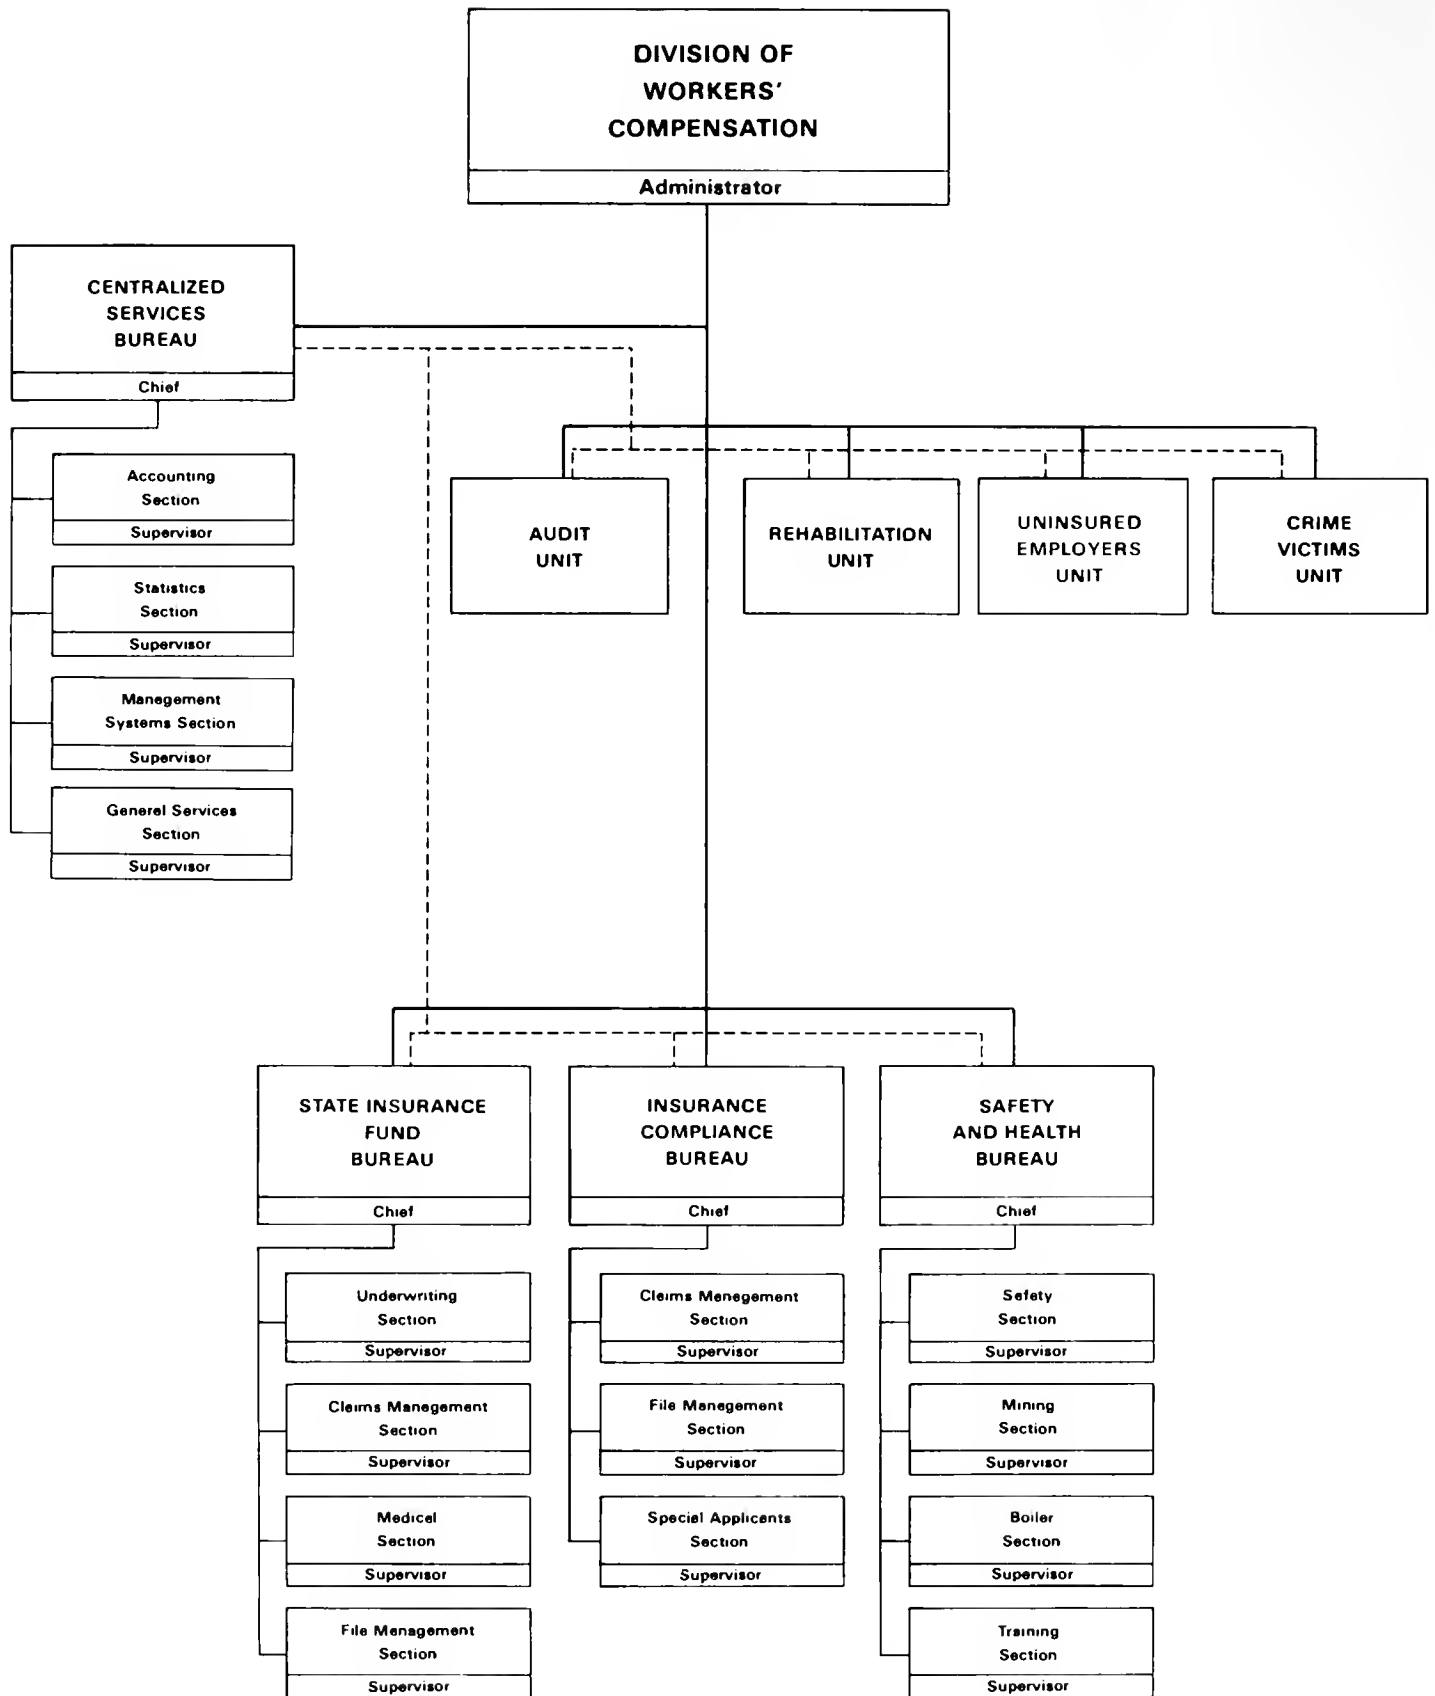 DIVISION OF
WORKERS'
COMPENSATION
Administrator
CENTRALIZED
SERVICES
BUREAU
Chief
Accounting
Section
Supervisor
Statistics
Section
Supervisor
Management
Systems Section
Supervisor
General Services
Section
Supervisor
AUDIT
UNIT
REHABILITATION
UNIT
UNINSURED
EMPLOYERS
UNIT
CRIME
VICTIMS
UNIT
STATE INSURANCE
FUND
BUREAU
Chief
Underwriting
Section
Supervisor
Claims Management
Section
Supervisor
Medical
Section
Supervisor
File Management
Section
Supervisor
INSURANCE
COMPLIANCE
BUREAU
Chief
Claims Management
Section
Supervisor
File Management
Section
Supervisor
Special Applicants
Section
Supervisor
SAFETY
AND HEALTH
BUREAU
Chief
Safety
Section
Supervisor
Mining
Section
Supervisor
Boiler
Section
Supervisor
Training
Section
Supervisor